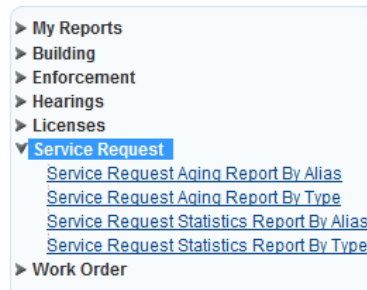 My Reports
Building
Enforcement
Hearings
Licenses
Service Request
Service Request Aging Report By Alias
Service Request Aging Report By Type
Service Request Statistics Report By Alias
Service Request Statistics Report By Type
Work Order